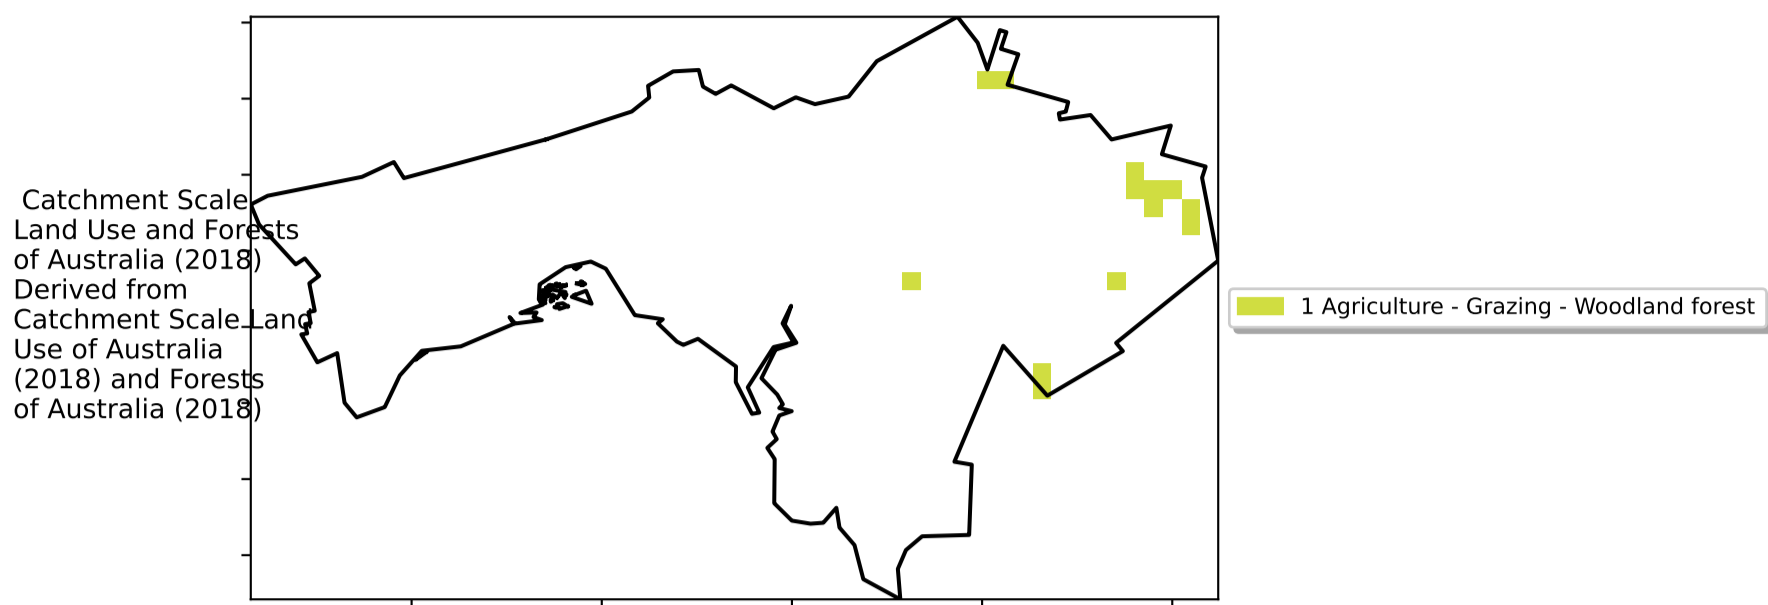 Catchment Scale
Land Use and Forests
of Australia (2018)
Derived from
Catchment Scale Land
Use of Australia
(2018) and Forests
of Australia (2018)
1 Agriculture - Grazing - Woodland forest